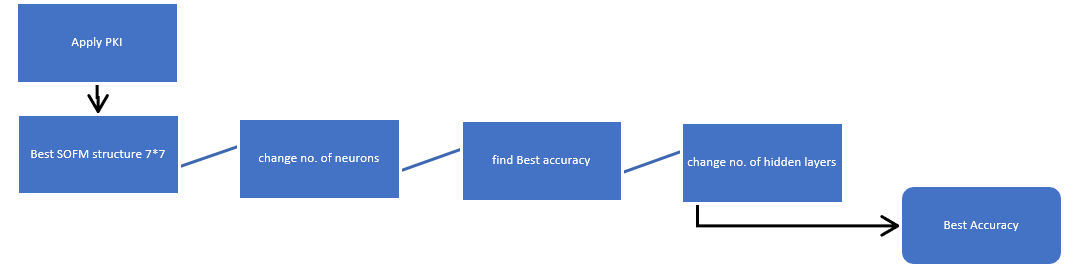 Apply PKI
Best SOFM structure 7*7
change no. of neurons
find Best accuracy
change no. of hidden layers
Best Accuracy